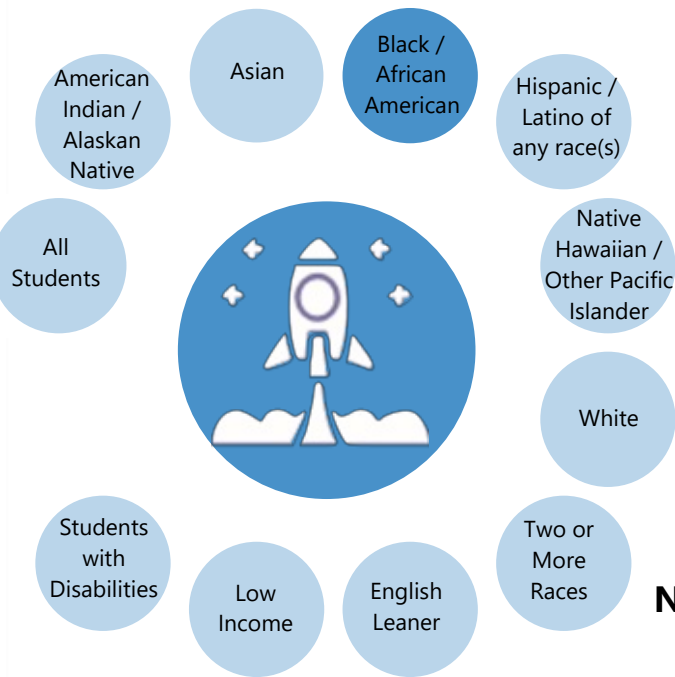 All
Students
American
Indian /
Alaskan
Native
Asian
Black /
African
American
Hispanic /
Latino of
any race(s)
Native
Hawaiian /
Other Pacific
Islander
White
Two or
More
Races
English
Leaner
Low
Income
Students
with
Disabilities
N